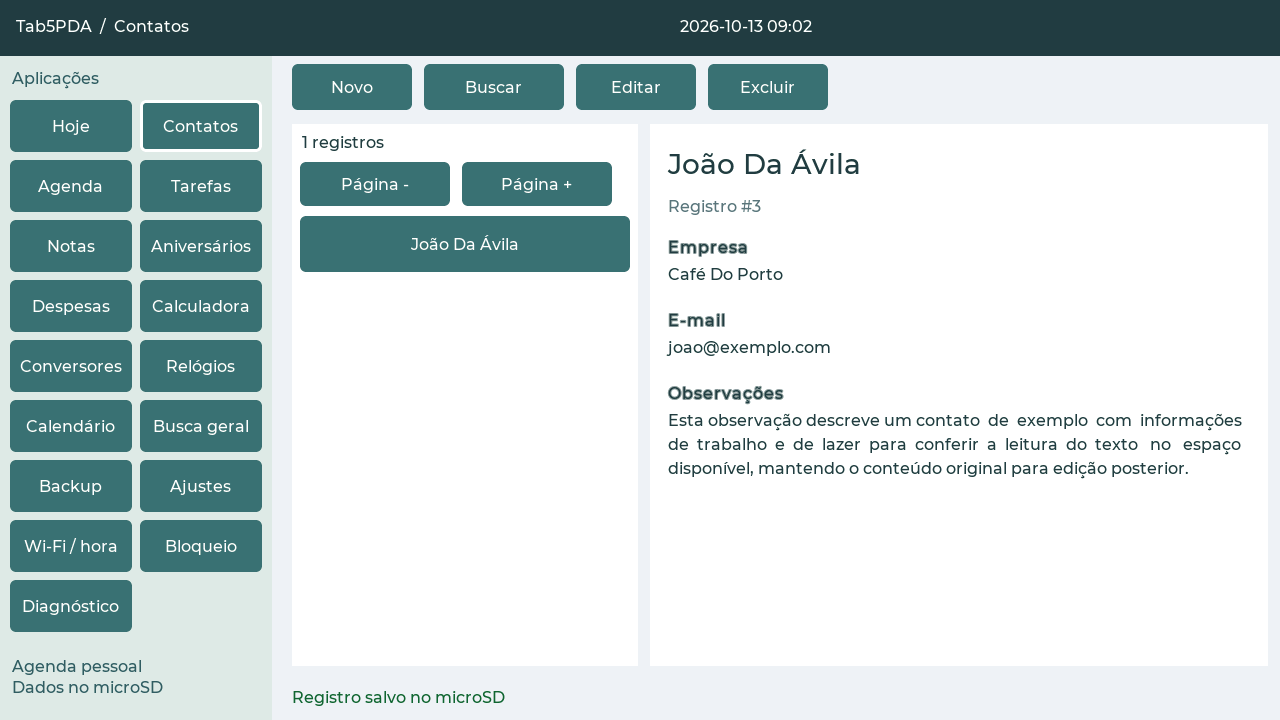 Tab5PDA / Contatos
2026-10-13 09:02
Aplicações
Hoje
Contatos
Agenda
Tarefas
Notas
Aniversários
Despesas
Calculadora
Conversores
Relógios
Calendário
Busca geral
Backup
Ajustes
Wi-Fi / hora
Bloqueio
Diagnóstico
Agenda pessoal
Dados no microSD
Novo
Buscar
Editar
Excluir
1 registros
Página -
Página +
João Da Ávila
João Da Ávila
Registro #3
Empresa
Café Do Porto
E-mail
joao@exemplo.com
Observações
Esta observação descreve um contato de exemplo com informações
de trabalho e de lazer para conferir a leitura do texto no espaço
disponível, mantendo o conteúdo original para edição posterior.
Registro salvo no microSD